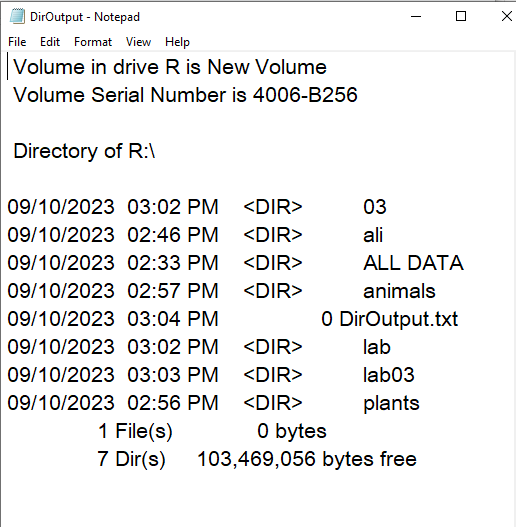 DirOutput - Notepad
File Edit Format View Help
Volume in drive R is New Volume
Volume Serial Number is 4006-B256
Directory of R:\
09/10/2023 03:02 PM <DIR> 03
09/10/2023 02:46 PM <DIR> ali
09/10/2023 02:33 PM <DIR> ALL DATA
09/10/2023 02:57 PM <DIR> animals
09/10/2023 03:04 PM 0 DirOutput.txt
09/10/2023 03:02 PM <DIR> lab
09/10/2023 03:03 PM <DIR> lab03
09/10/2023 02:56 PM <DIR> plants
1 File(s) 0 bytes
7 Dir(s) 103,469,056 bytes free